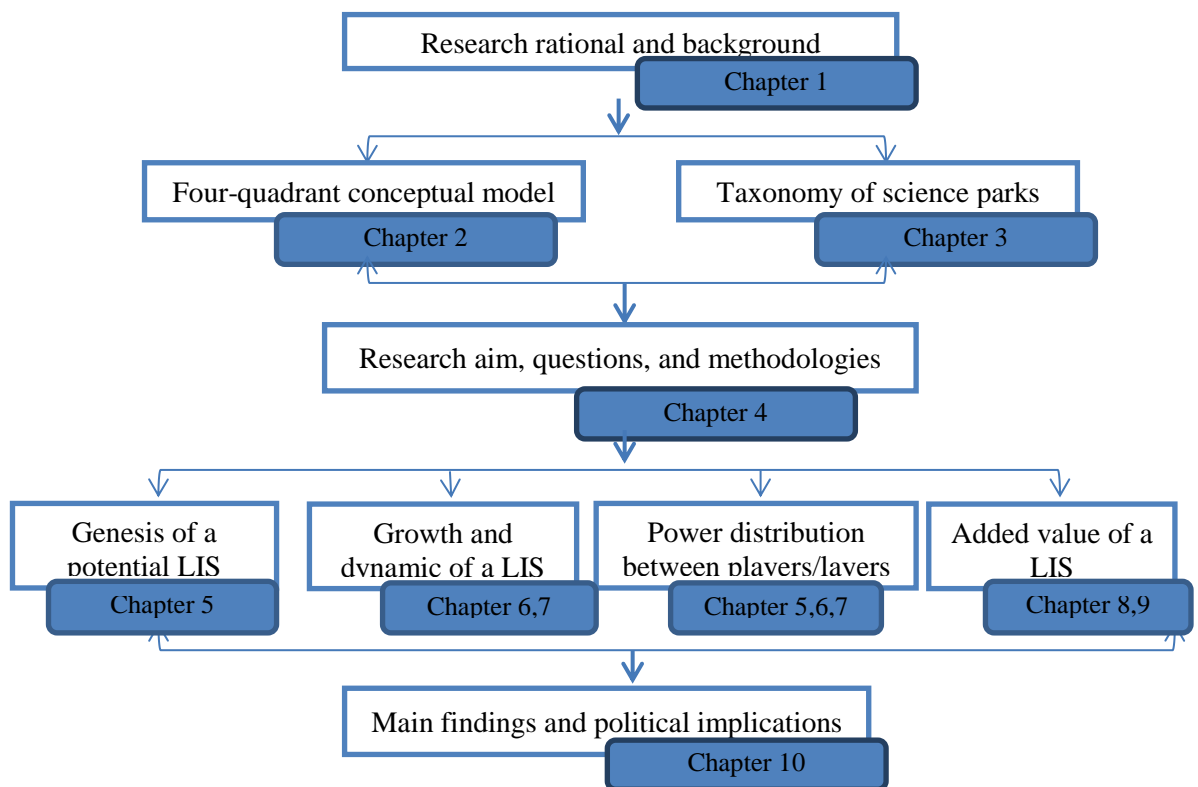 Research rational and background
Chapter 1
Four-quadrant conceptual model
Chapter 2
Taxonomy of science parks
Chapter 3
Research aim, questions, and methodologies
Chapter 4
Genesis of a
potential LIS
Chapter 5
Growth and
dynamic of a LIS
Chapter 6,7
Power distribution
between players/layers
Chapter 5,6,7
Added value of a
LIS
Chapter 8,9
Main findings and political implications
Chapter 10